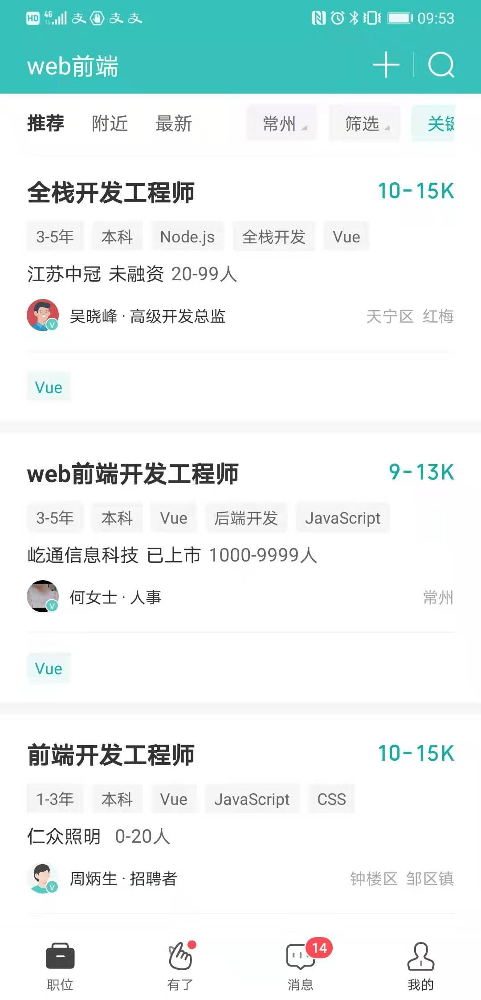 HD 4G 支 支 支 09:53
web前端
推荐 附近 最新 常州 筛选 关键
全栈开发工程师 10-15K
3-5年 本科 Node.js 全栈开发 Vue
江苏中冠 未融资 20-99人
吴晓峰 · 高级开发总监 天宁区 红梅
Vue
web前端开发工程师 9-13K
3-5年 本科 Vue 后端开发 JavaScript
屹通信息科技 已上市 1000-9999人
何女士 · 人事 常州
Vue
前端开发工程师 10-15K
1-3年 本科 Vue JavaScript CSS
仁众照明 0-20人
周炳生 · 招聘者 钟楼区 邹区镇
14
职位 有了 消息 我的